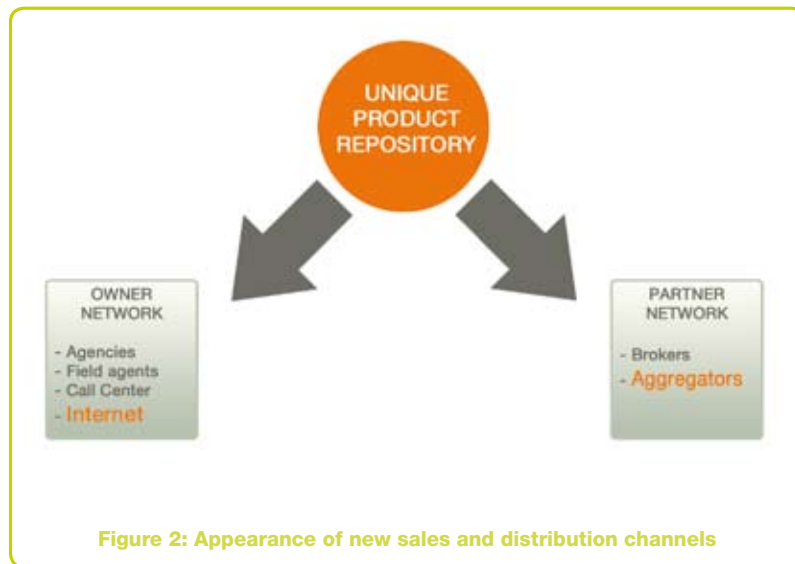 UNIQUE
PRODUCT
REPOSITORY
OWNER
NETWORK
- Agencies
- Field agents
- Call Center
- Internet
PARTNER
NETWORK
- Brokers
- Aggregators
Figure 2: Appearance of new sales and distribution channels